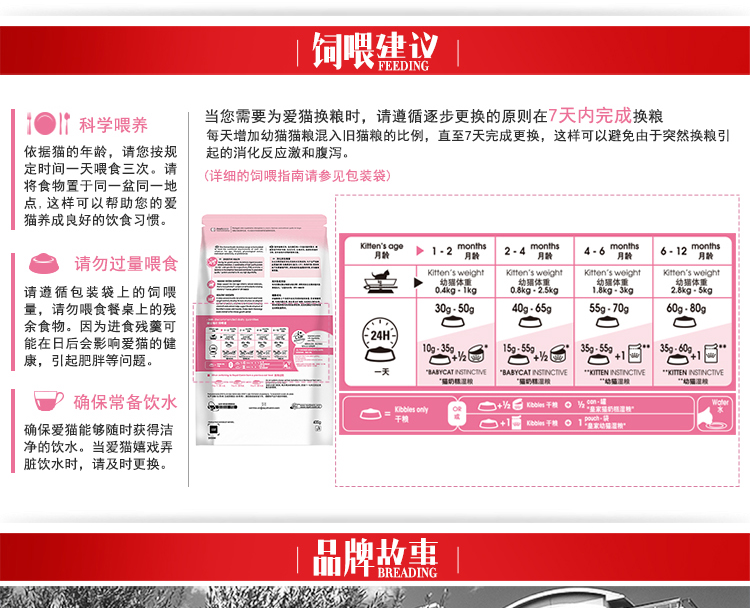 饲喂建议
FEEDING
科学喂养
依据猫的年龄，请您按规
定时间一天喂食三次。请
将食物置于同一盆同一地
点，这样可以帮助您的爱
猫养成良好的饮食习惯。
请勿过量喂食
请遵循包装袋上的饲喂
量，请勿喂食餐桌上的残
余食物。因为进食残羹可
能在日后会影响爱猫的健
康，引起肥胖等问题。
确保常备饮水
确保爱猫能够随时获得洁
净的饮水。当爱猫嬉戏弄
脏饮水时，请及时更换。
当您需要为爱猫换粮时，请遵循逐步更换的原则在7天内完成换粮
每天增加幼猫猫粮混入旧猫粮的比例，直至7天完成更换，这样可以避免由于突然换粮引
起的消化反应激和腹泻。
(详细的饲喂指南请参见包装袋)
400g
Kitten's age 月龄
1 - 2 months 月龄
2 - 4 months 月龄
4 - 6 months 月龄
6 - 12 months 月龄
Kitten's weight 幼猫体重 0.4kg - 1kg
Kitten's weight 幼猫体重 0.8kg - 2.5kg
Kitten's weight 幼猫体重 1.8kg - 3kg
Kitten's weight 幼猫体重 2.8kg - 5kg
24H
一天
30g - 50g
40g - 65g
55g - 70g
60g - 80g
10g - 35g +½ *
15g - 55g +½ *
35g - 55g +1 **
35g - 60g +1 **
*BABYCAT INSTINCTIVE *猫奶糕湿粮
*BABYCAT INSTINCTIVE *猫奶糕湿粮
**KITTEN INSTINCTIVE **幼猫湿粮
**KITTEN INSTINCTIVE **幼猫湿粮
= Kibbles only 干粮
OR 或
+½ Kibbles 干粮 + ½ can - 罐 *皇家猫奶糕湿粮*
+1 Kibbles 干粮 + 1 pouch - 袋 *皇家幼猫湿粮*
Water 水
品牌故事
BREADING